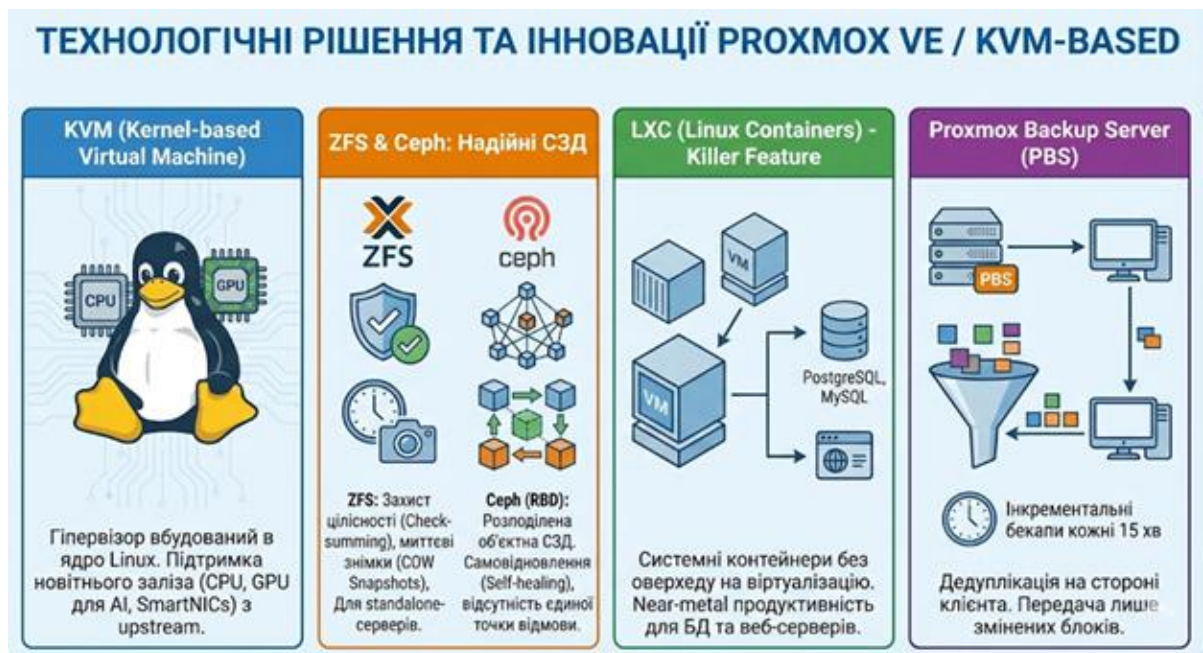 ТЕХНОЛОГІЧНІ РІШЕННЯ ТА ІННОВАЦІЇ PROXMOX VE / KVM-BASED
KVM (Kernel-based
Virtual Machine)
CPU
GPU
Гіпервізор вбудований в
ядро Linux. Підтримка
новітнього заліза (CPU, GPU
для AI, SmartNICs) з
upstream.
ZFS & Ceph: Надійні СЗД
ZFS
ceph
ZFS: Захист
цілісності (Check-
summing), миттєві
знімки (COW
Snapshots),
Для standalone-
серверів.
Ceph (RBD):
Розподілена
об'єктна СЗД.
Самовідновлення
(Self-healing),
відсутність єдиної
точки відмови.
LXC (Linux Containers) -
Killer Feature
VM
VM
PostgreSQL,
MySQL
Системні контейнери без
оверхеду на віртуалізацію.
Near-metal продуктивність
для БД та веб-серверів.
Proxmox Backup Server
(PBS)
PBS
Інкрементальні
бекапи кожні 15 хв
Дедуплікація на стороні
клієнта. Передача лише
змінених блоків.